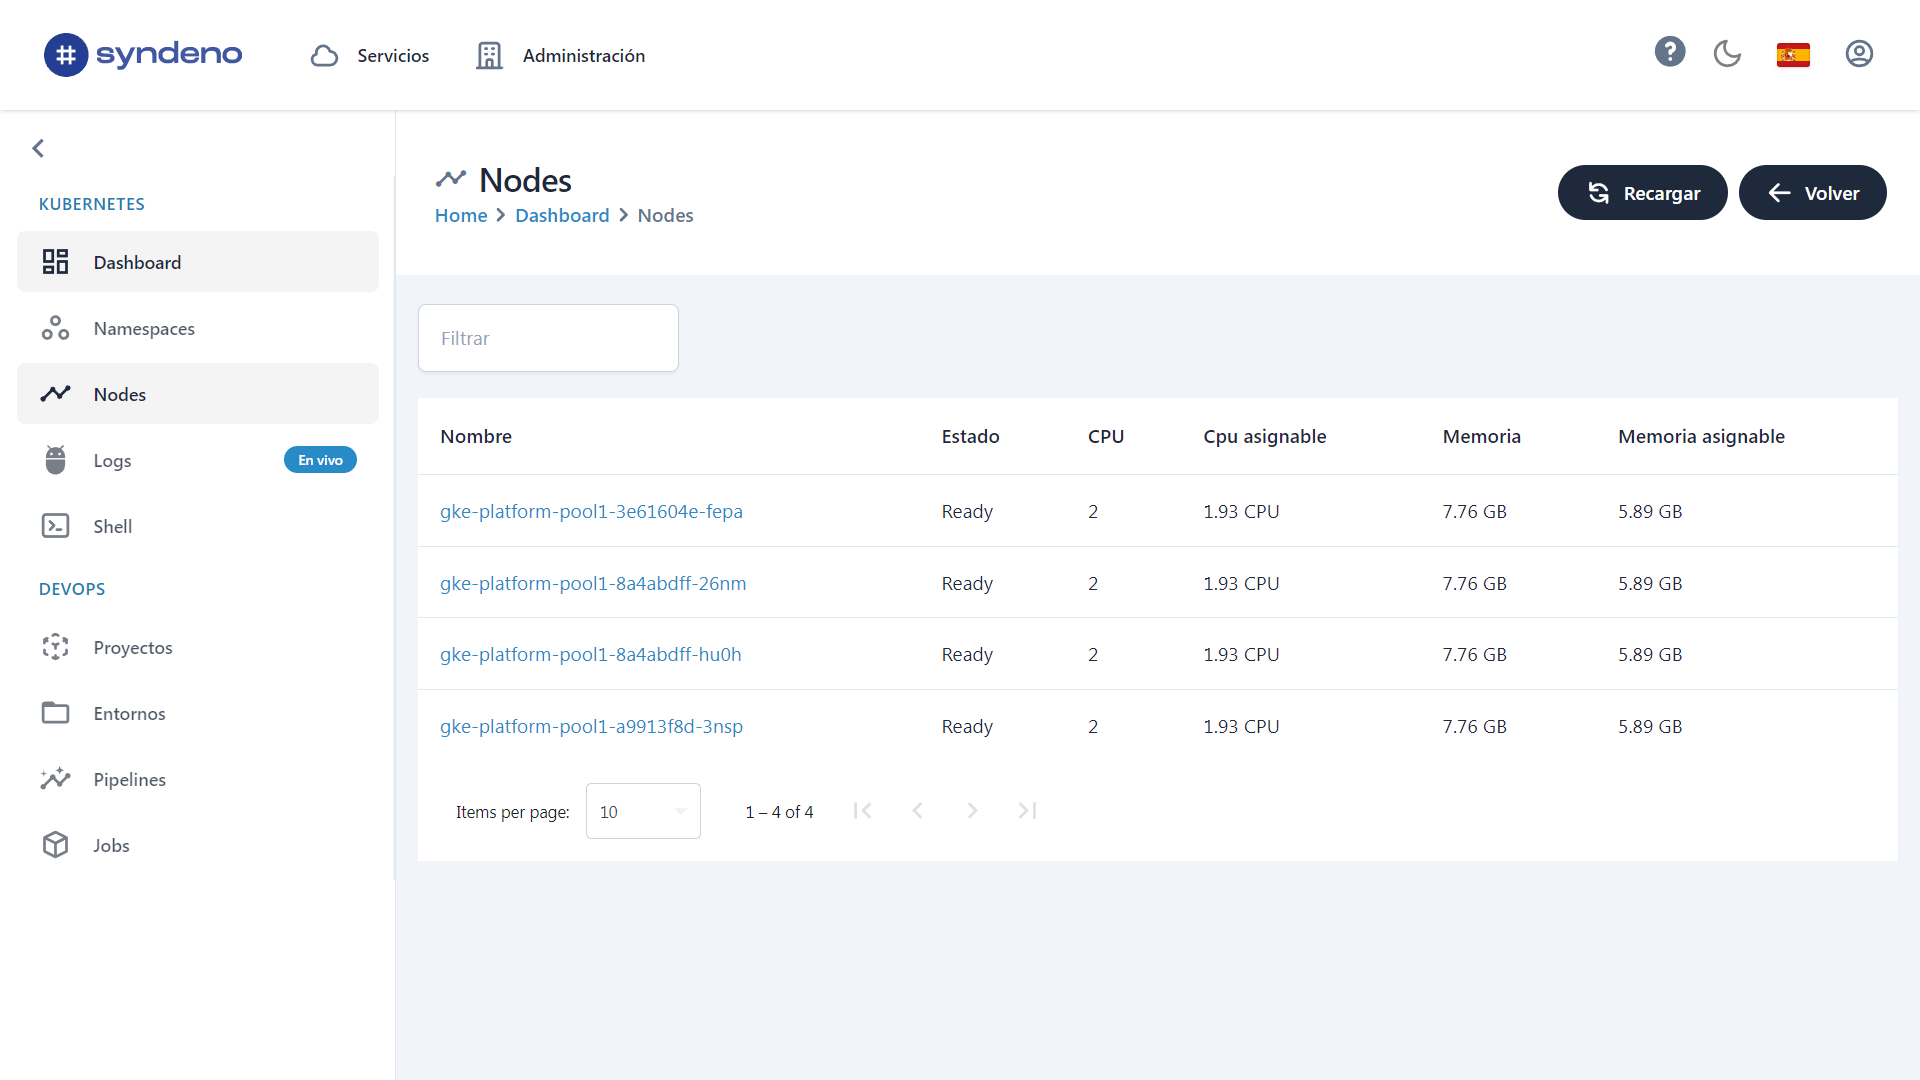 syndeno
Servicios
Administración
KUBERNETES
Dashboard
Namespaces
Nodes
Logs En vivo
Shell
DEVOPS
Proyectos
Entornos
Pipelines
Jobs
Nodes
Home Dashboard Nodes
Recargar
Volver
Filtrar
Nombre Estado CPU Cpu asignable Memoria Memoria asignable
gke-platform-pool1-3e61604e-fepa Ready 2 1.93 CPU 7.76 GB 5.89 GB
gke-platform-pool1-8a4abdff-26nm Ready 2 1.93 CPU 7.76 GB 5.89 GB
gke-platform-pool1-8a4abdff-hu0h Ready 2 1.93 CPU 7.76 GB 5.89 GB
gke-platform-pool1-a9913f8d-3nsp Ready 2 1.93 CPU 7.76 GB 5.89 GB
Items per page: 10 1 – 4 of 4